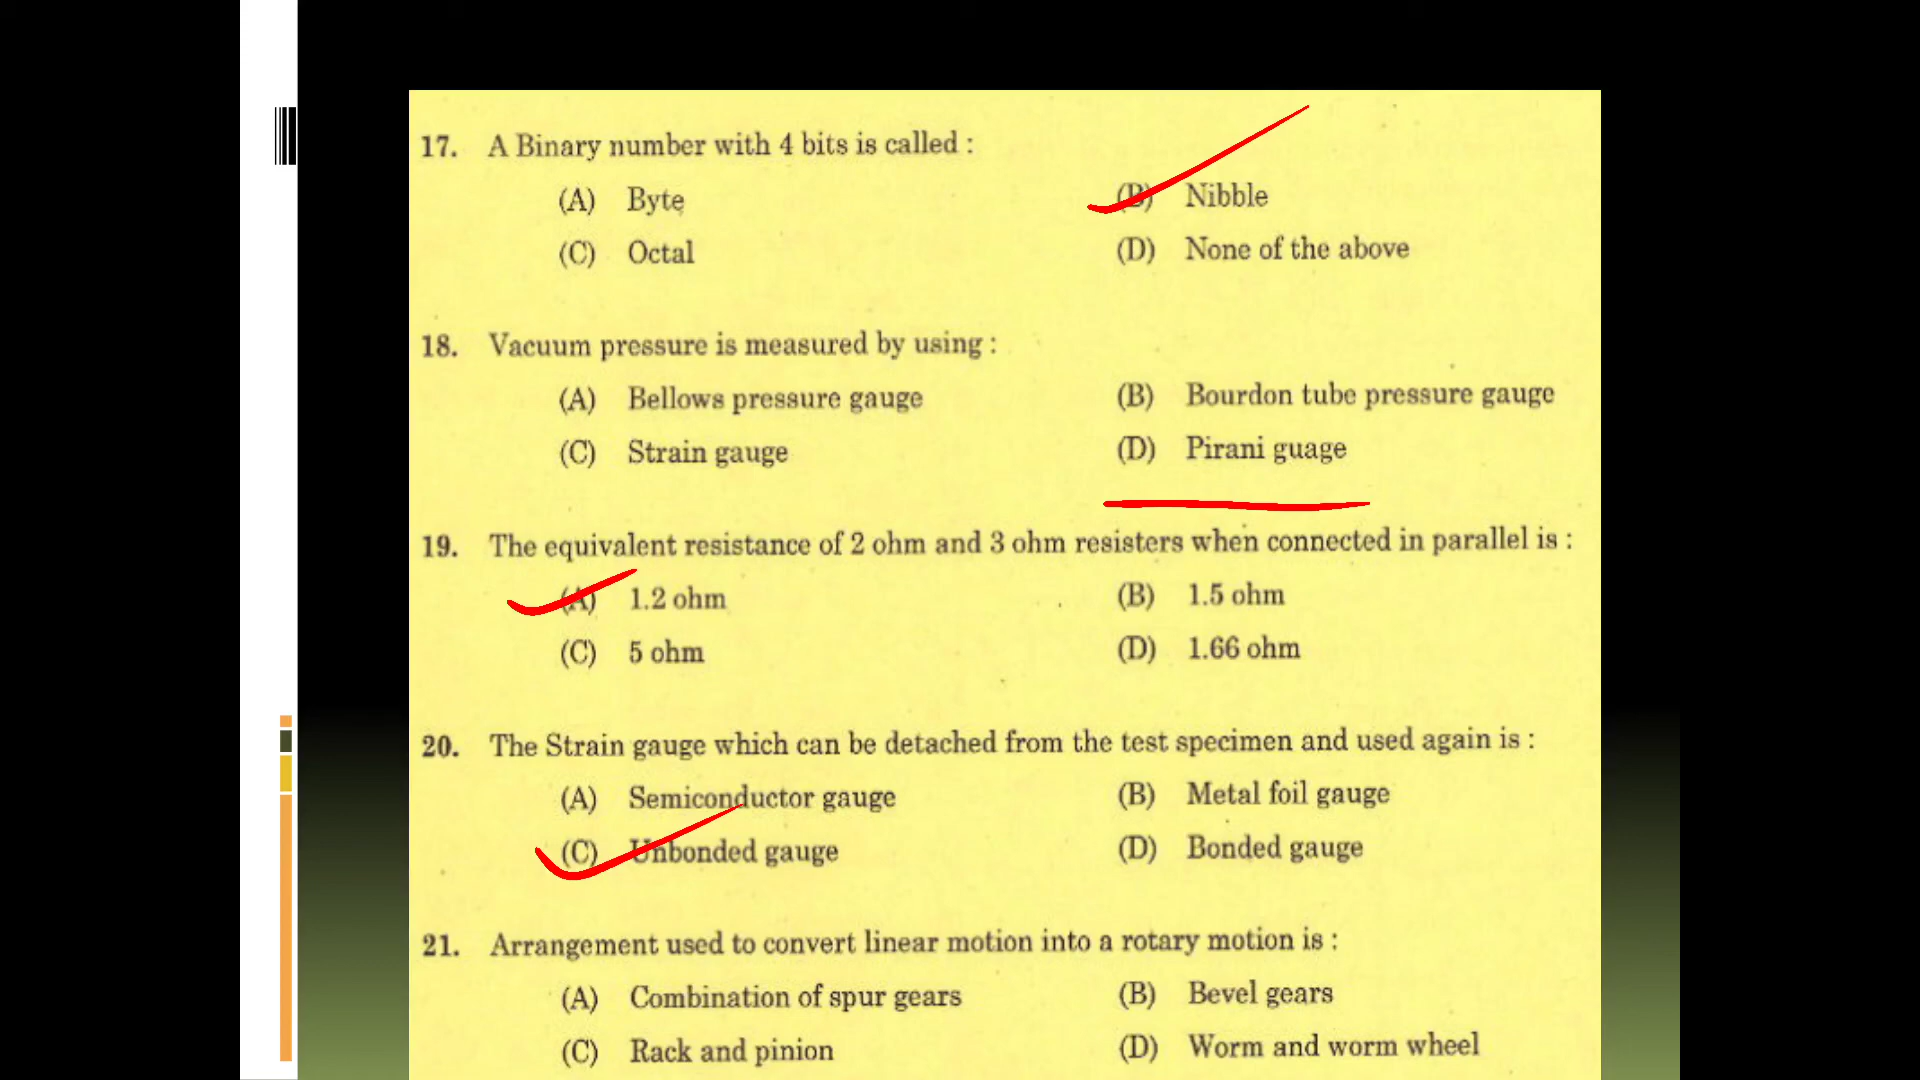 17. A Binary number with 4 bits is called :
(A) Byte (B) Nibble
(C) Octal (D) None of the above
18. Vacuum pressure is measured by using :
(A) Bellows pressure gauge (B) Bourdon tube pressure gauge
(C) Strain gauge (D) Pirani guage
19. The equivalent resistance of 2 ohm and 3 ohm resisters when connected in parallel is :
(A) 1.2 ohm (B) 1.5 ohm
(C) 5 ohm (D) 1.66 ohm
20. The Strain gauge which can be detached from the test specimen and used again is :
(A) Semiconductor gauge (B) Metal foil gauge
(C) Unbonded gauge (D) Bonded gauge
21. Arrangement used to convert linear motion into a rotary motion is :
(A) Combination of spur gears (B) Bevel gears
(C) Rack and pinion (D) Worm and worm wheel